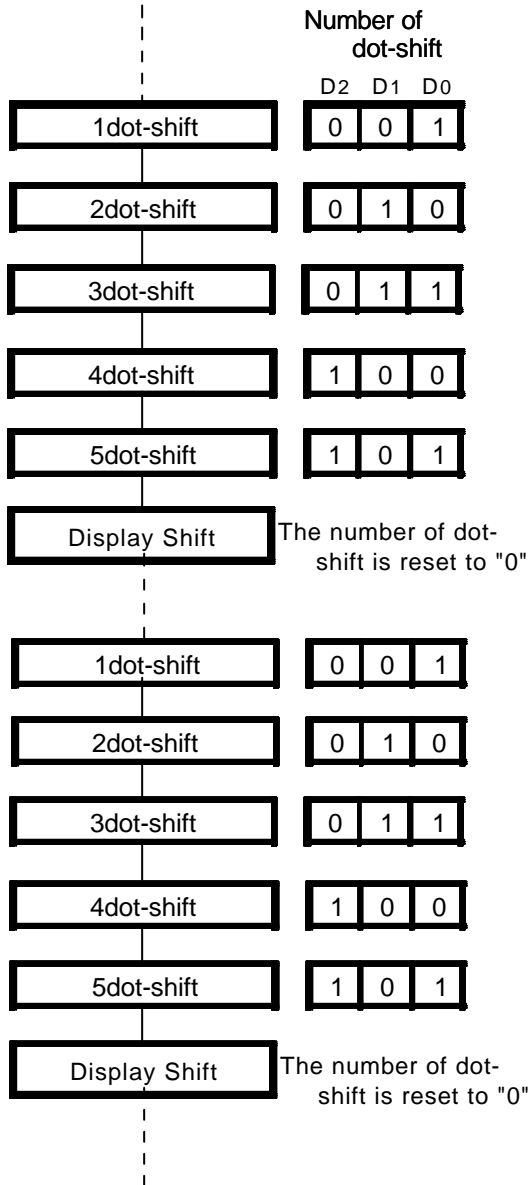 Number of
dot-shift
D2 D1 D0
1dot-shift 0 0 1
2dot-shift 0 1 0
3dot-shift 0 1 1
4dot-shift 1 0 0
5dot-shift 1 0 1
Display Shift The number of dot-
shift is reset to "0"
1dot-shift 0 0 1
2dot-shift 0 1 0
3dot-shift 0 1 1
4dot-shift 1 0 0
5dot-shift 1 0 1
Display Shift The number of dot-
shift is reset to "0"